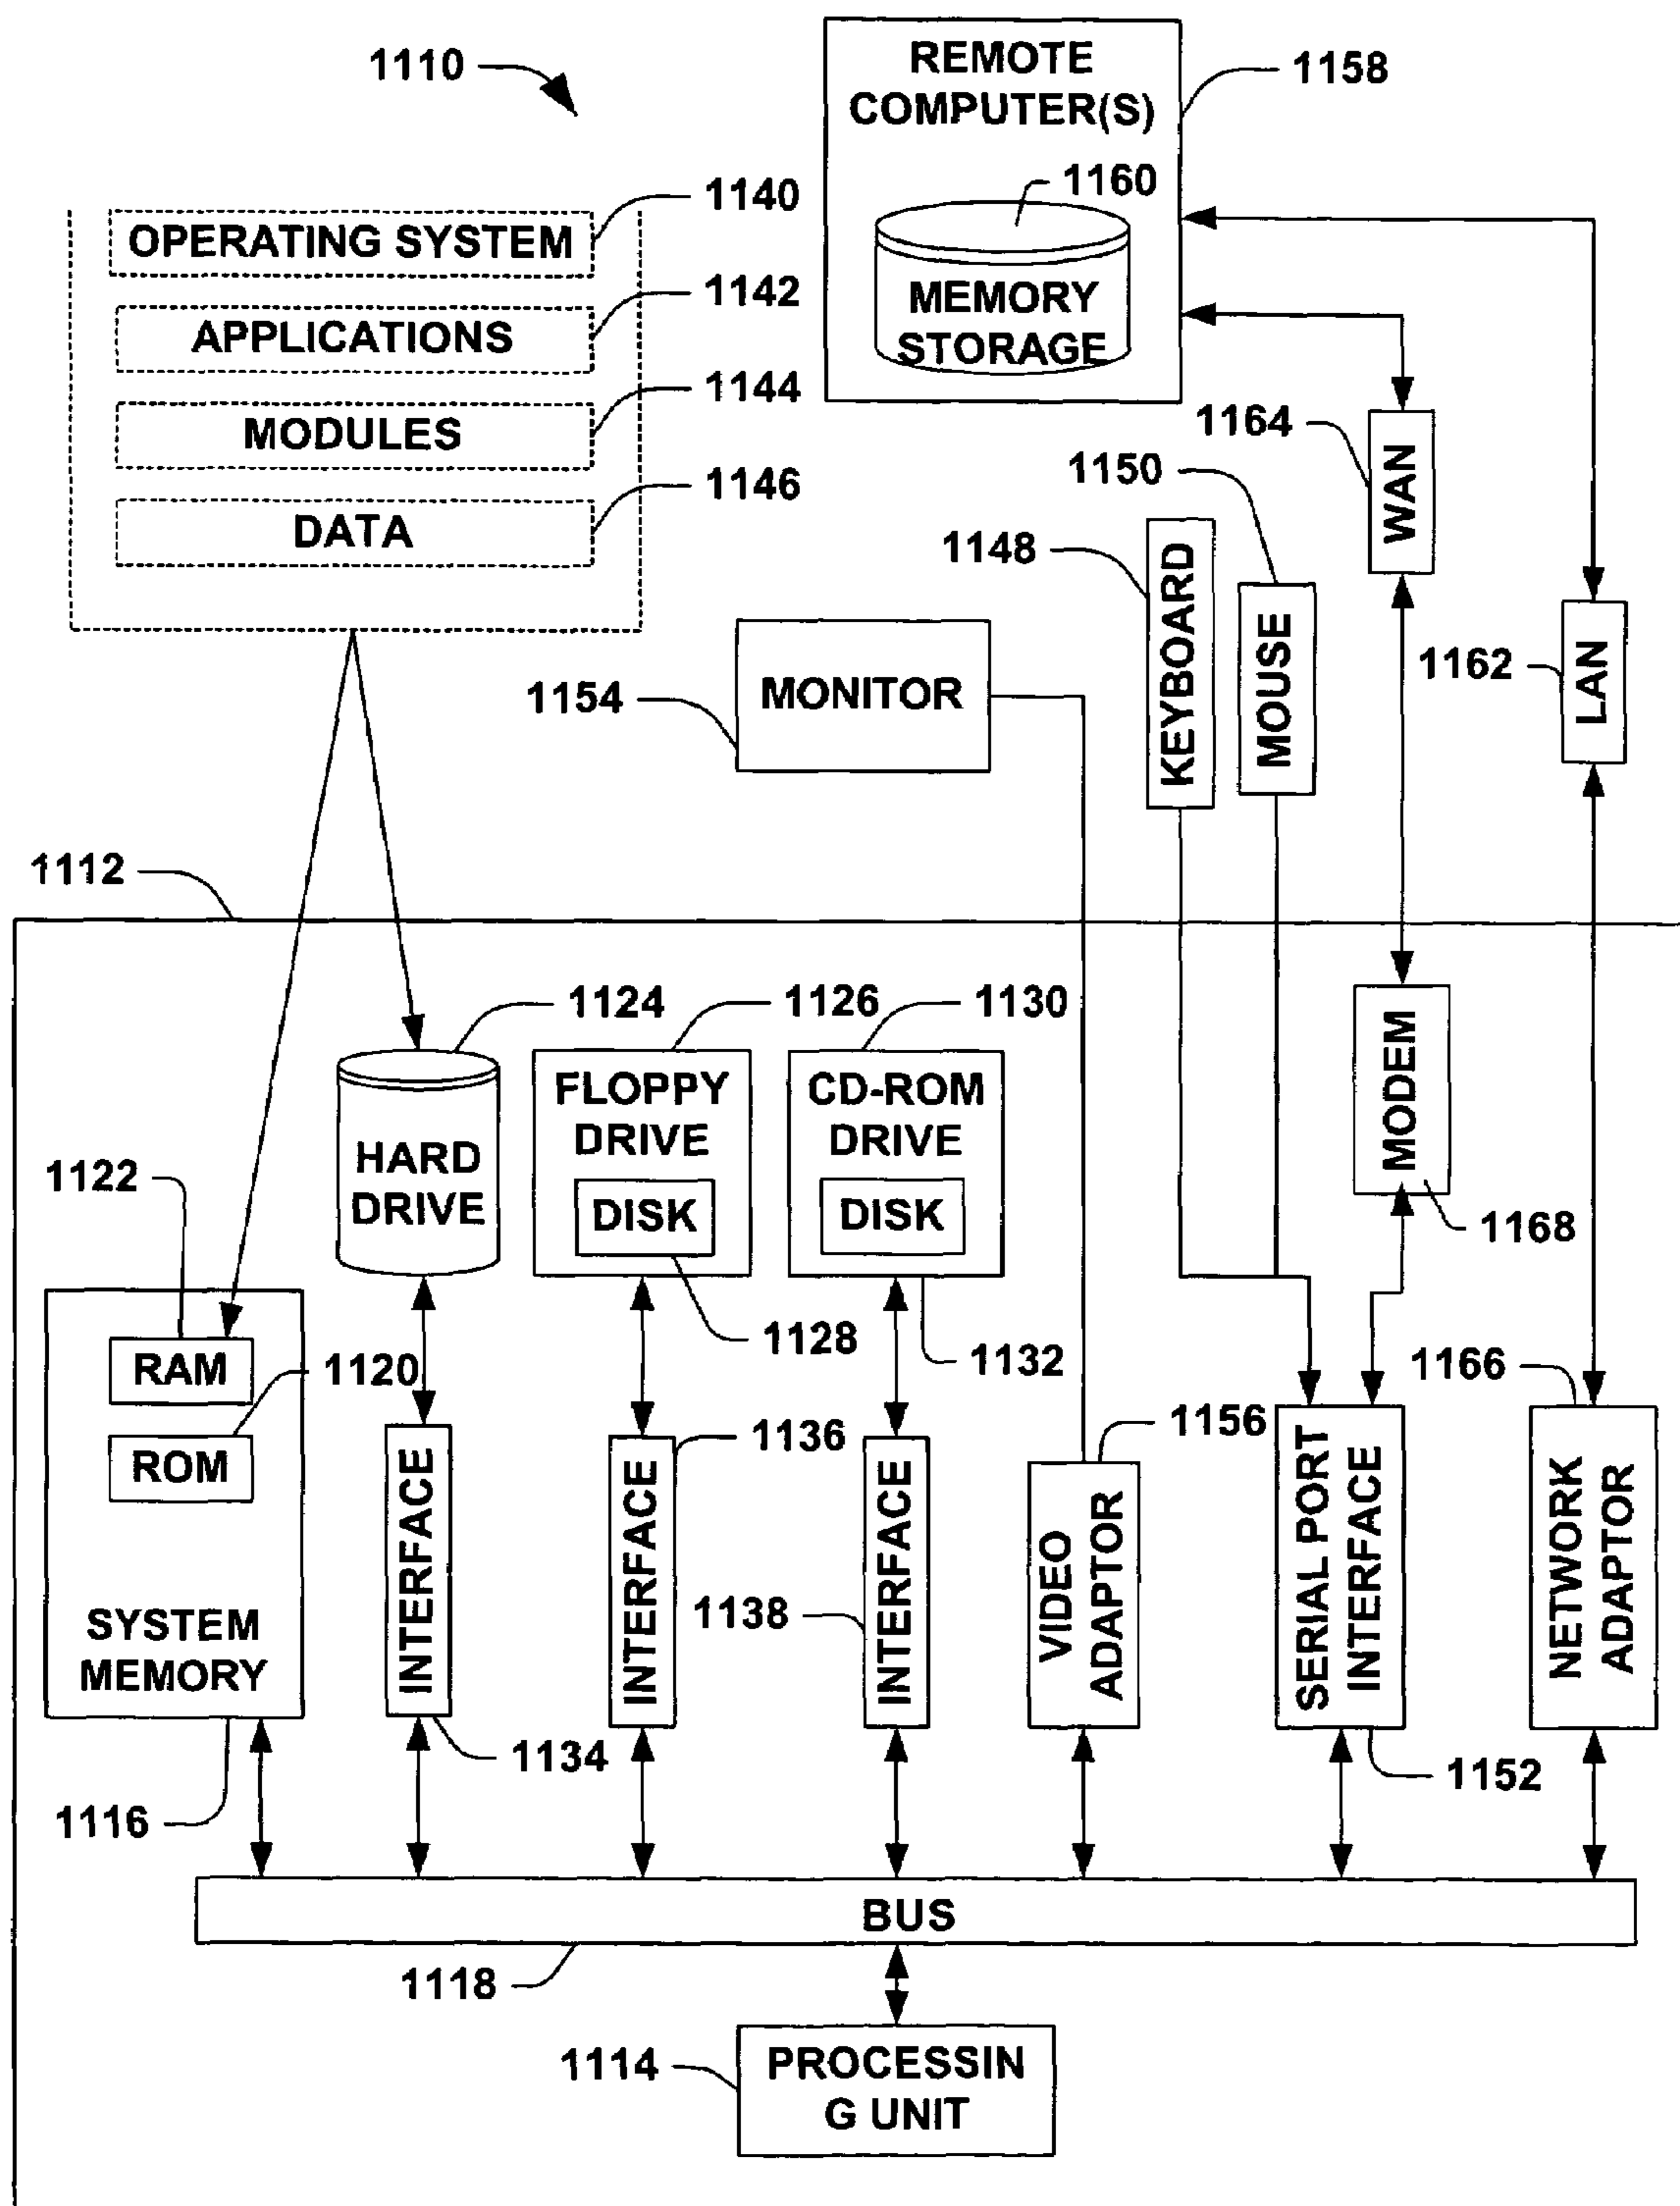 1110
REMOTE
COMPUTER(S)
1158
1160
MEMORY
STORAGE
1140
OPERATING SYSTEM
1142
APPLICATIONS
1144
MODULES
1146
DATA
1164
WAN
1150
1148
KEYBOARD
MOUSE
1162
LAN
1154
MONITOR
1112
1124
HARD
DRIVE
1126
FLOPPY
DRIVE
DISK
1128
1130
CD-ROM
DRIVE
DISK
1132
MODEM
1168
1122
RAM
1120
ROM
SYSTEM
MEMORY
1116
INTERFACE
1134
1136
INTERFACE
1138
INTERFACE
1156
VIDEO
ADAPTOR
SERIAL PORT
INTERFACE
1152
1166
NETWORK
ADAPTOR
BUS
1118
1114
PROCESSIN
G UNIT